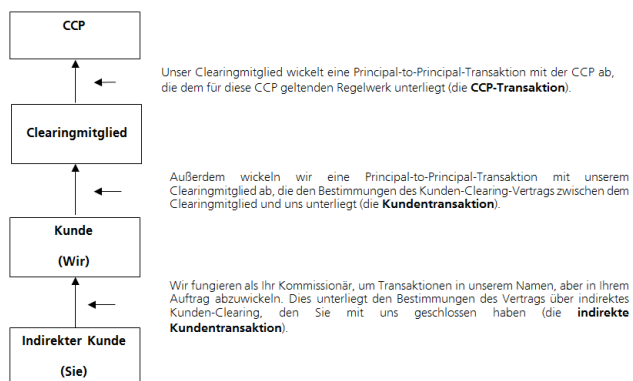 CCP
Unser Clearingmitglied wickelt eine Principal-to-Principal-Transaktion mit der CCP ab,
die dem für diese CCP geltenden Regelwerk unterliegt (die CCP-Transaktion).
Clearingmitglied
Außerdem wickeln wir eine Principal-to-Principal-Transaktion mit unserem
Clearingmitglied ab, die den Bestimmungen des Kunden-Clearing-Vertrags zwischen dem
Clearingmitglied und uns unterliegt (die Kundentransaktion).
Kunde
(Wir)
Wir fungieren als Ihr Kommissionär, um Transaktionen in unserem Namen, aber in Ihrem
Auftrag abzuwickeln. Dies unterliegt den Bestimmungen des Vertrags über indirektes
Kunden-Clearing, den Sie mit uns geschlossen haben (die indirekte
Kundentransaktion).
Indirekter Kunde
(Sie)